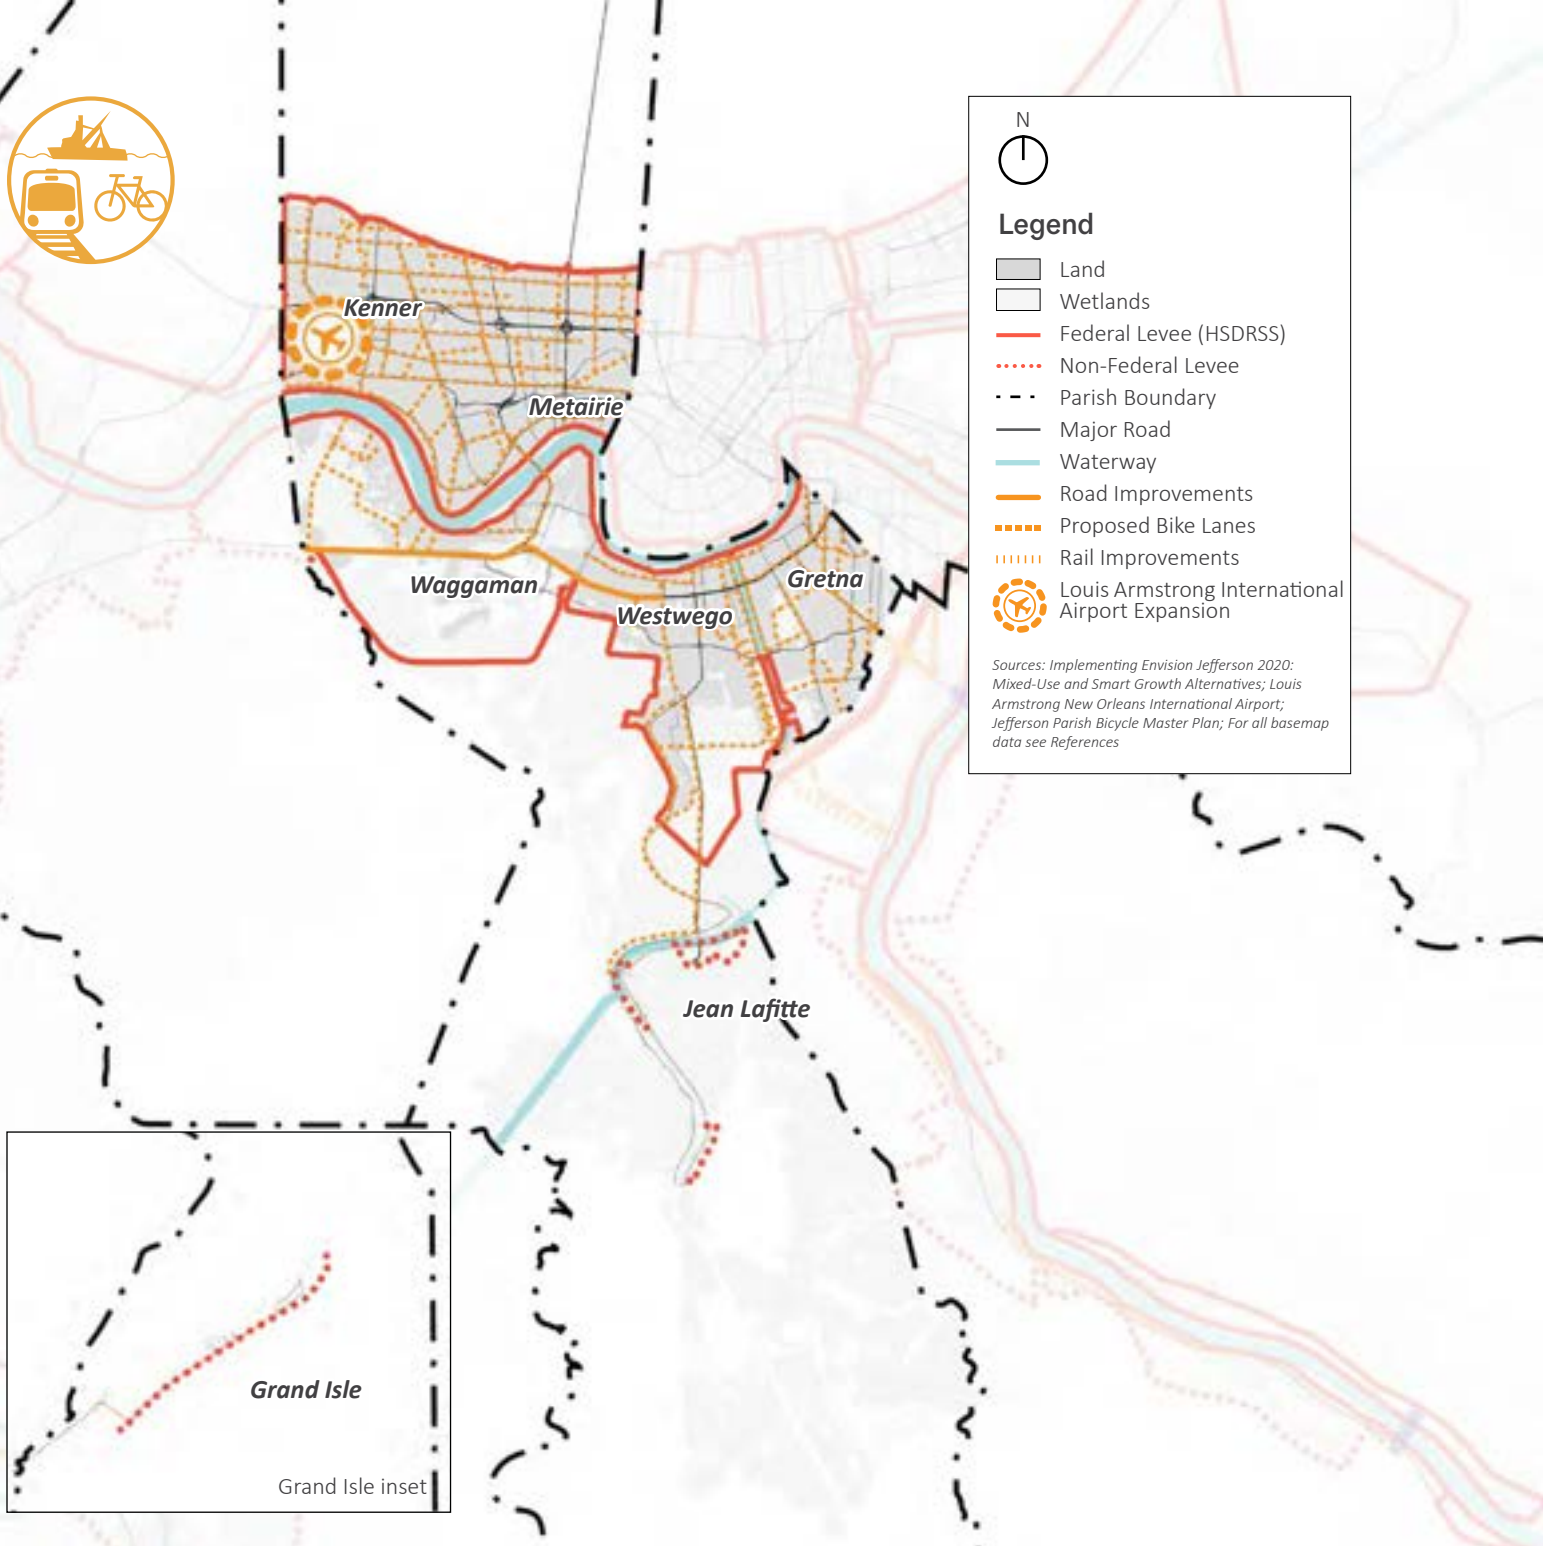 N
Legend
Land
Wetlands
Federal Levee (HSDRSS)
Non-Federal Levee
Parish Boundary
Major Road
Waterway
Road Improvements
Proposed Bike Lanes
Rail Improvements
Louis Armstrong International
Airport Expansion
Sources: Implementing Envision Jefferson 2020:
Mixed-Use and Smart Growth Alternatives; Louis
Armstrong New Orleans International Airport;
Jefferson Parish Bicycle Master Plan; For all basemap
data see References
Kenner
Metairie
Waggaman
Gretna
Westwego
Jean Lafitte
Grand Isle
Grand Isle inset